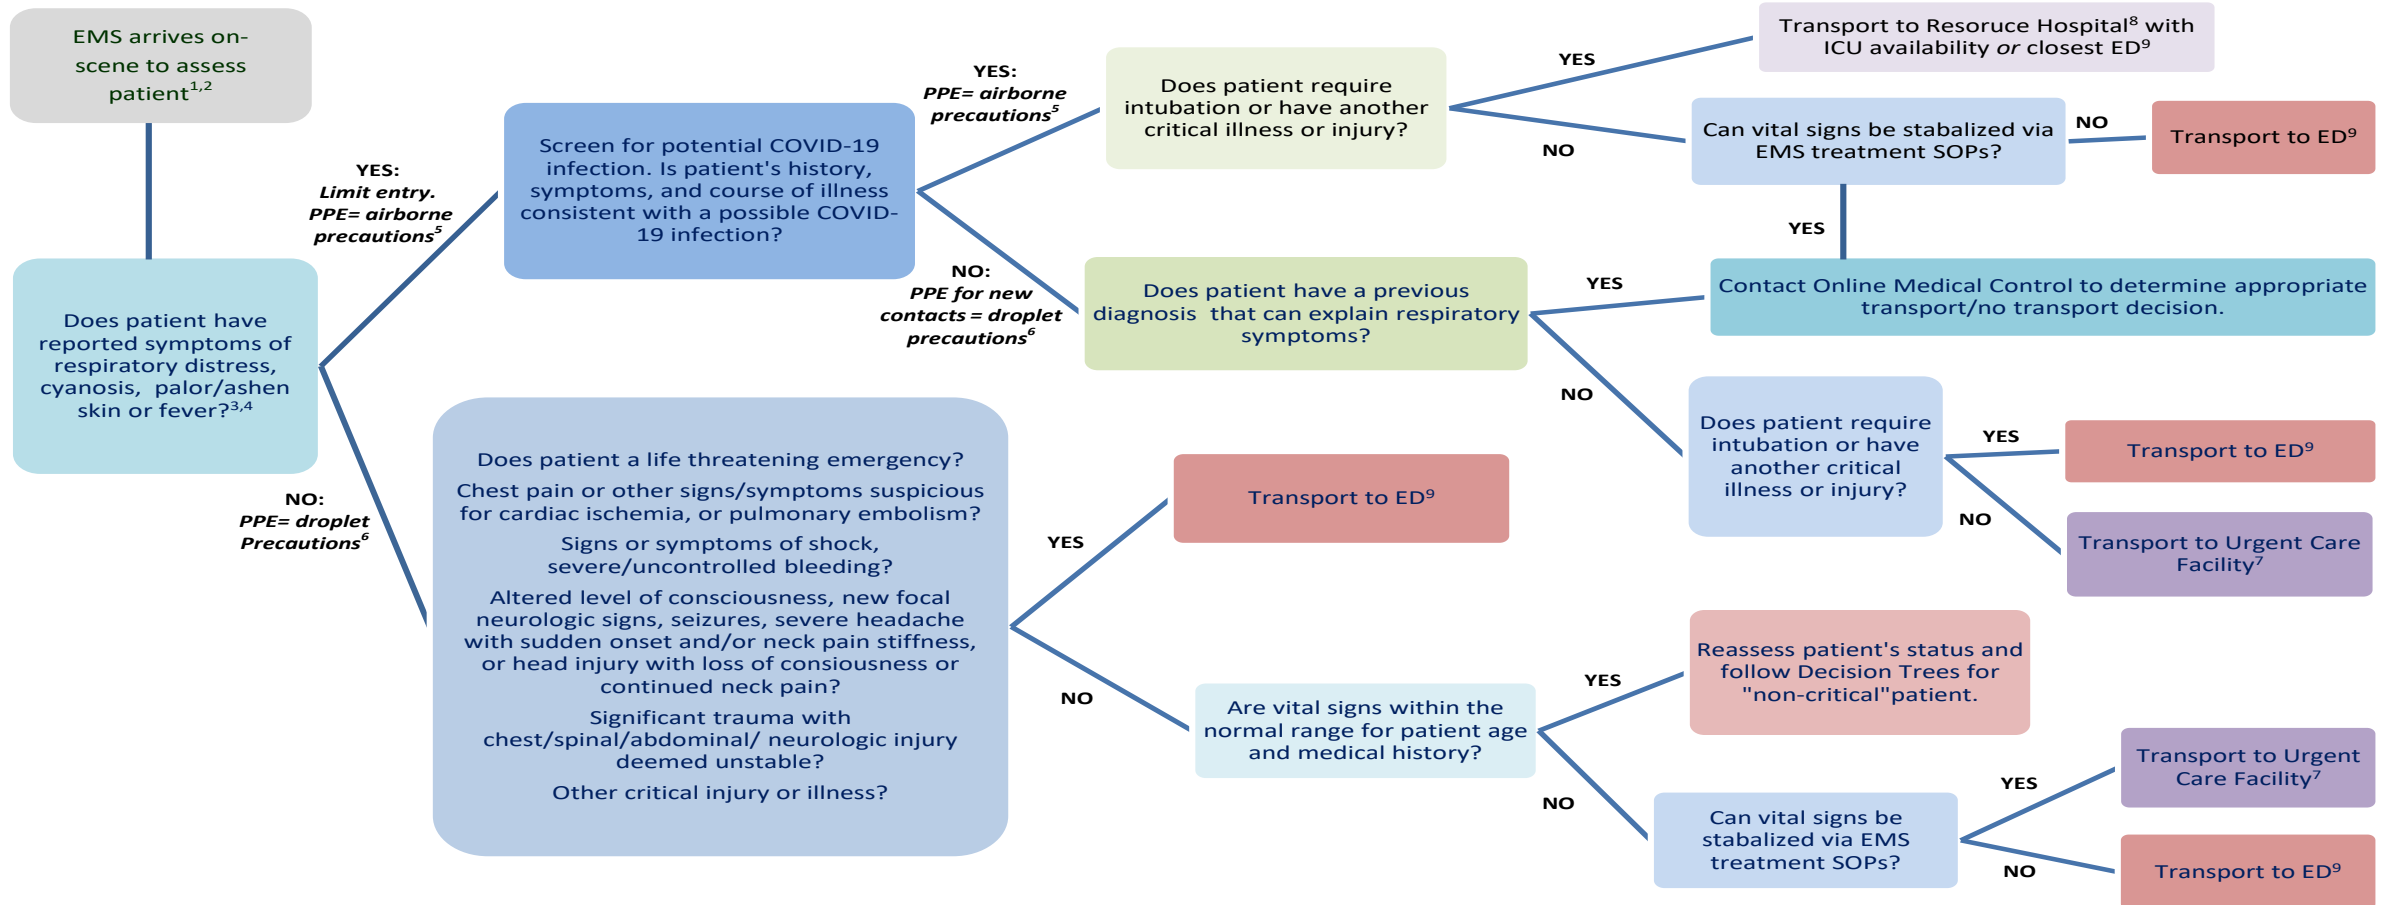 EMS arrives on-
scene to assess
patient1,2
Does patient have
reported symptoms of
respiratory distress,
cyanosis, palor/ashen
skin or fever?3,4
YES:
Limit entry.
PPE= airborne
precautions5
NO:
PPE= droplet
Precautions6
Screen for potential COVID-19
infection. Is patient's history,
symptoms, and course of illness
consistent with a possible COVID-
19 infection?
YES:
PPE= airborne
precautions5
NO:
PPE for new
contacts = droplet
precautions6
Does patient require
intubation or have another
critical illness or injury?
YES
Transport to Resoruce Hospital8 with
ICU availability or closest ED9
NO
Can vital signs be stabalized via
EMS treatment SOPs?
NO
Transport to ED9
YES
Does patient have a previous
diagnosis that can explain respiratory
symptoms?
YES
Contact Online Medical Control to determine appropriate
transport/no transport decision.
NO
Does patient require
intubation or have
another critical
illness or injury?
YES
Transport to ED9
NO
Transport to Urgent Care
Facility7
Does patient a life threatening emergency?
Chest pain or other signs/symptoms suspicious
for cardiac ischemia, or pulmonary embolism?
Signs or symptoms of shock,
severe/uncontrolled bleeding?
Altered level of consciousness, new focal
neurologic signs, seizures, severe headache
with sudden onset and/or neck pain stiffness,
or head injury with loss of consiousness or
continued neck pain?
Significant trauma with
chest/spinal/abdominal/ neurologic injury
deemed unstable?
Other critical injury or illness?
YES
Transport to ED9
NO
Are vital signs within the
normal range for patient age
and medical history?
YES
Reassess patient's status and
follow Decision Trees for
"non-critical"patient.
NO
Can vital signs be
stabalized via EMS
treatment SOPs?
YES
Transport to Urgent
Care Facility7
NO
Transport to ED9